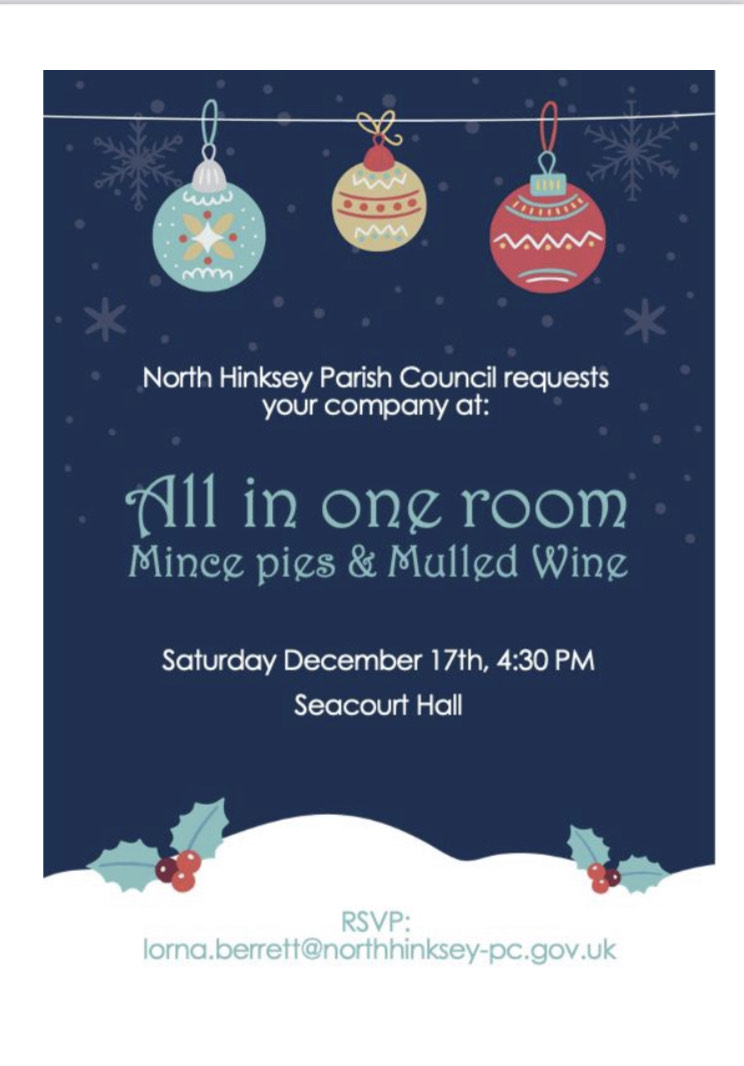 North Hinksey Parish Council requests
your company at:
All in one room
Mince pies & Mulled Wine
Saturday December 17th, 4:30 PM
Seacourt Hall
RSVP:
lorna.berrett@northhinksey-pc.gov.uk